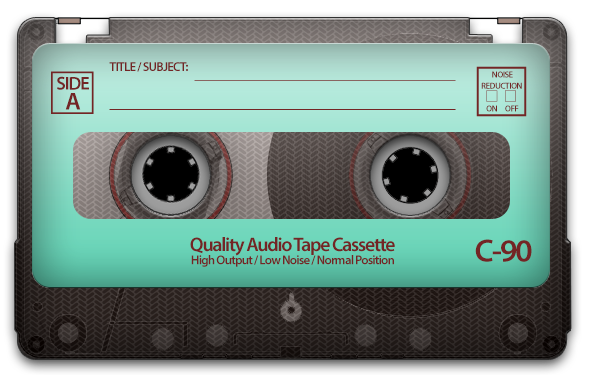 TITLE / SUBJECT:
SIDE
A
NOISE
REDUCTION
ON OFF
Quality Audio Tape Cassette
High Output / Low Noise / Normal Position
C-90